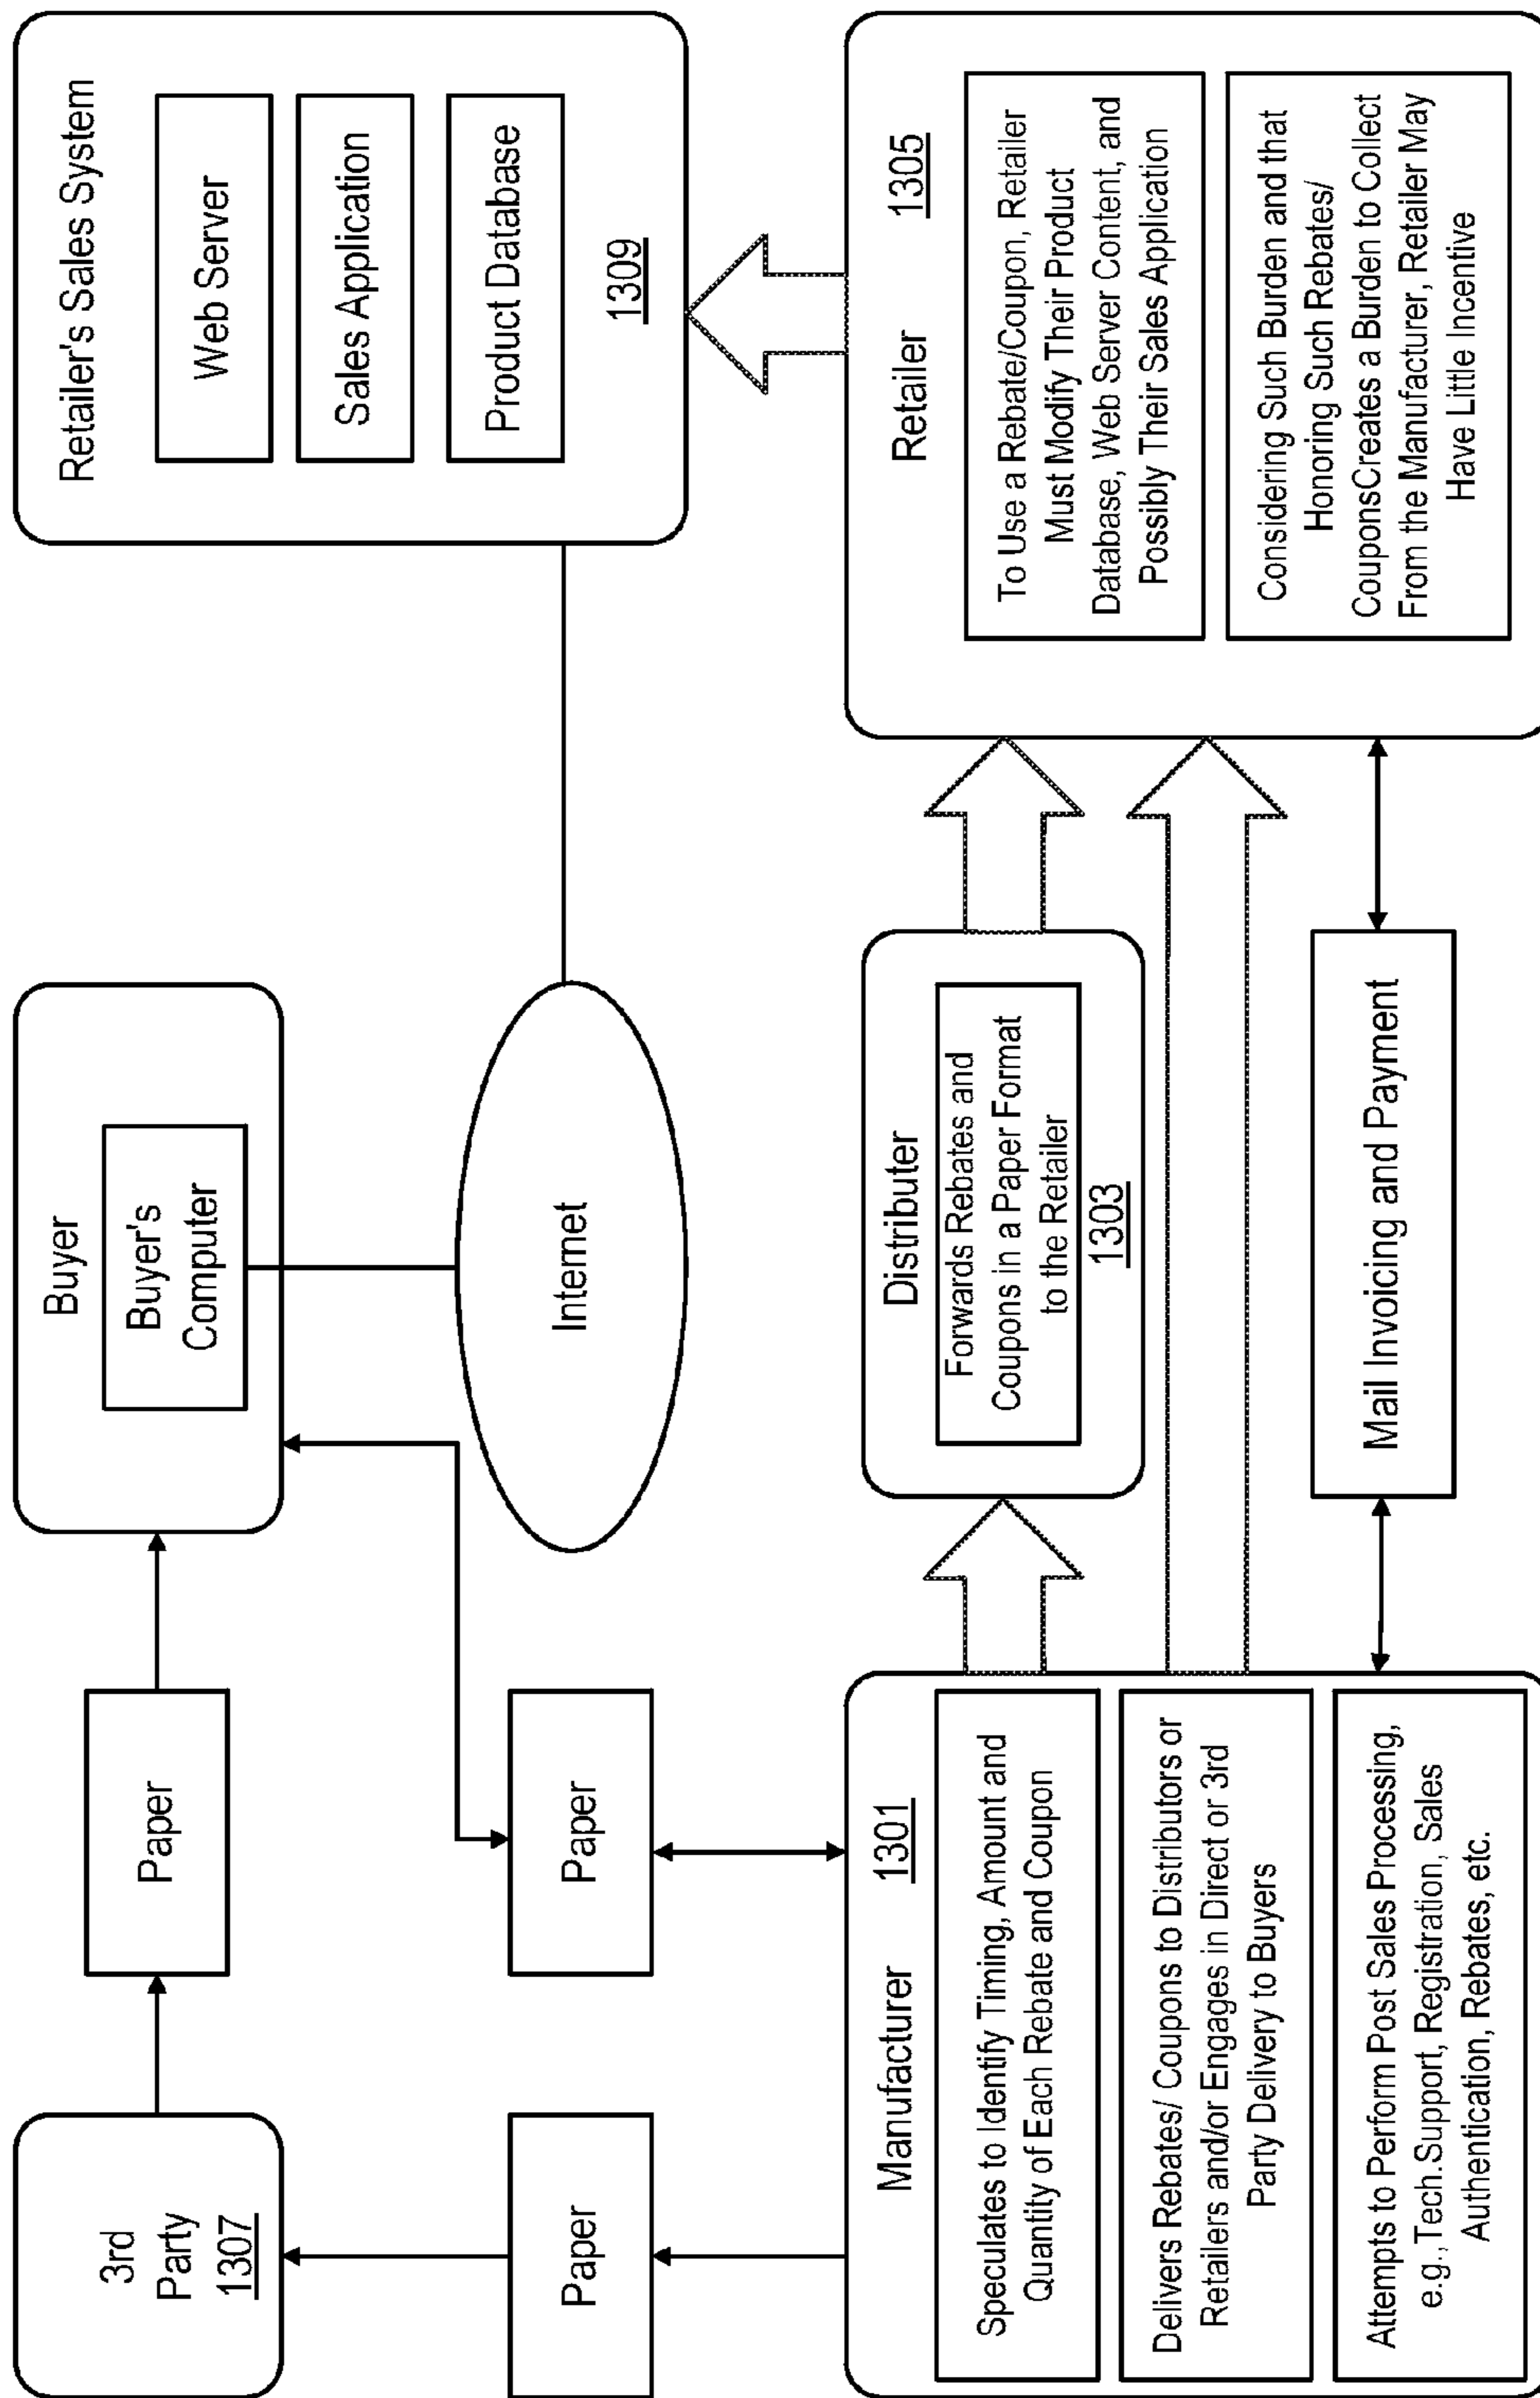 3rd
Party
1307
Paper
Buyer
Buyer's
Computer
Retailer's Sales System
Web Server
Sales Application
Product Database
1309
Paper
Paper
Internet
Manufacturer
1301
Speculates to Identify Timing, Amount and
Quantity of Each Rebate and Coupon
Delivers Rebates/ Coupons to Distributors or
Retailers and/or Engages in Direct or 3rd
Party Delivery to Buyers
Attempts to Perform Post Sales Processing,
e.g.,Tech.Support, Registration, Sales
Authentication, Rebates, etc.
Distributer
Forwards Rebates and
Coupons in a Paper Format
to the Retailer
1303
Mail Invoicing and Payment
Retailer
1305
To Use a Rebate/Coupon, Retailer
Must Modify Their Product
Database, Web Server Content, and
Possibly Their Sales Application
Considering Such Burden and that
Honoring Such Rebates/
CouponsCreates a Burden to Collect
From the Manufacturer, Retailer May
Have Little Incentive